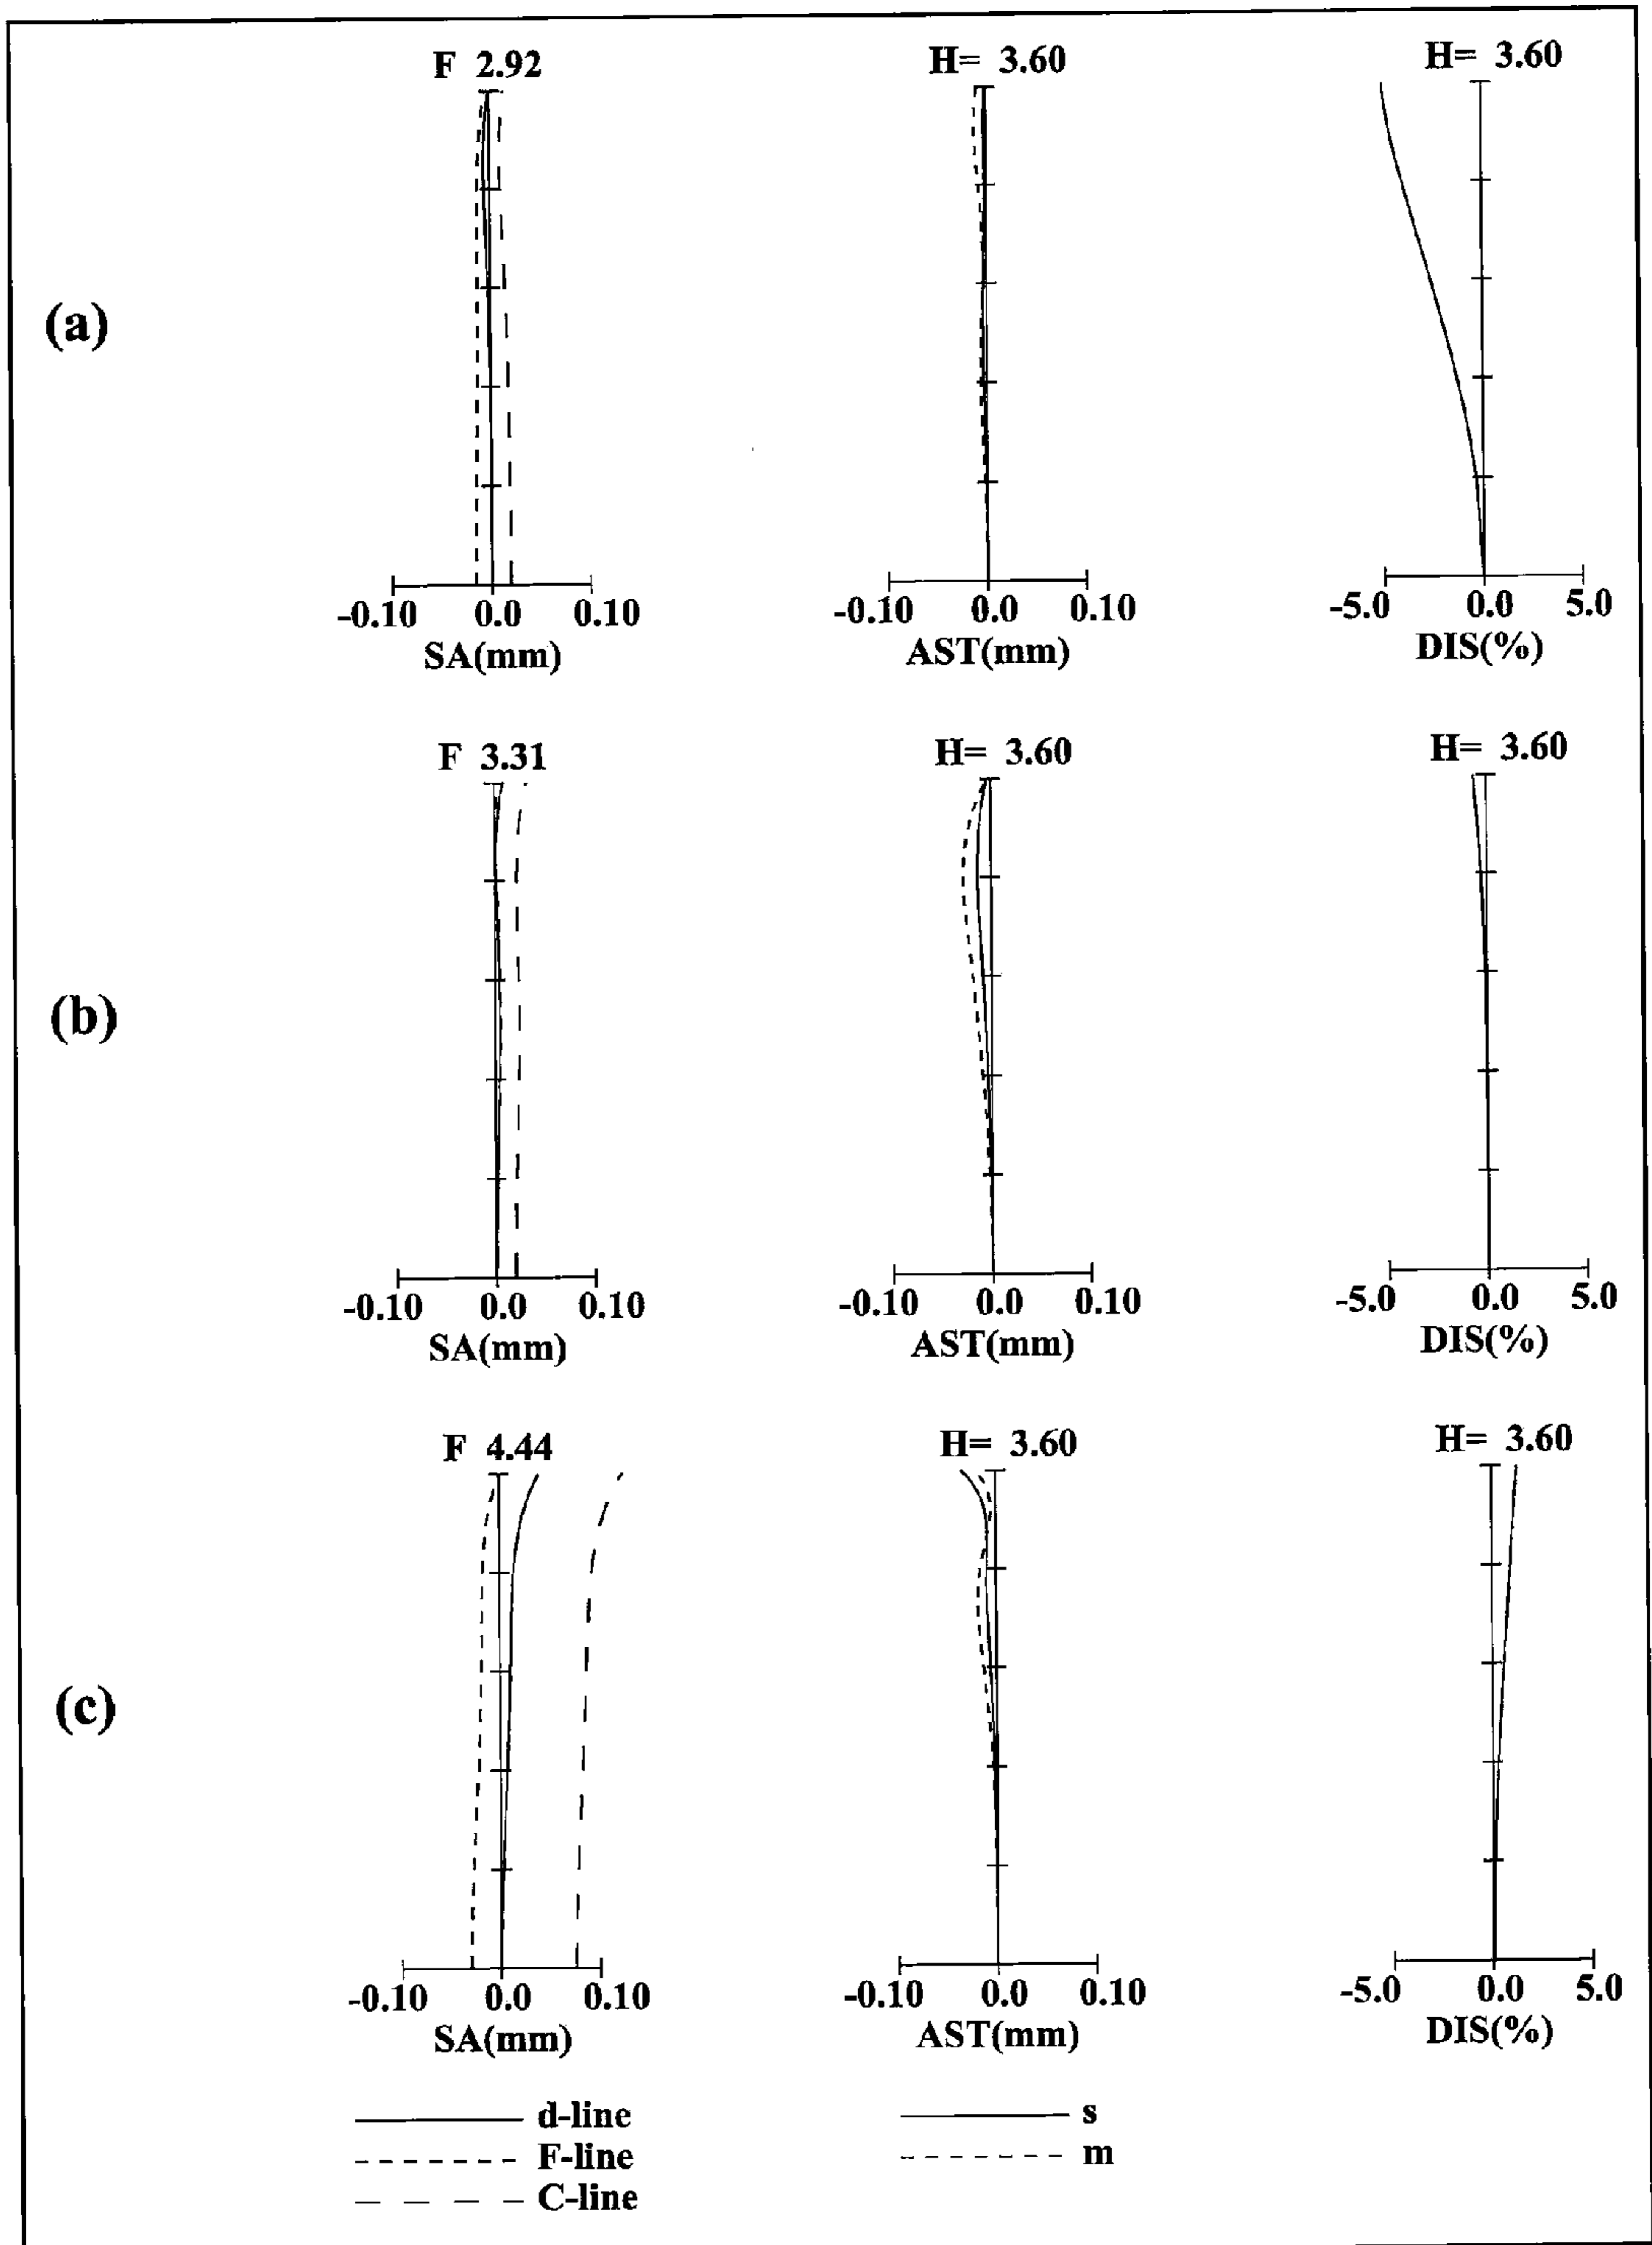 F 2.92
H= 3.60
H= 3.60
(a)
-0.10 0.0 0.10
SA(mm)
-0.10 0.0 0.10
AST(mm)
-5.0 0.0 5.0
DIS(%)
F 3.31
H= 3.60
H= 3.60
(b)
-0.10 0.0 0.10
SA(mm)
-0.10 0.0 0.10
AST(mm)
-5.0 0.0 5.0
DIS(%)
F 4.44
H= 3.60
H= 3.60
(c)
-0.10 0.0 0.10
SA(mm)
-0.10 0.0 0.10
AST(mm)
-5.0 0.0 5.0
DIS(%)
d-line
F-line
C-line
s
m